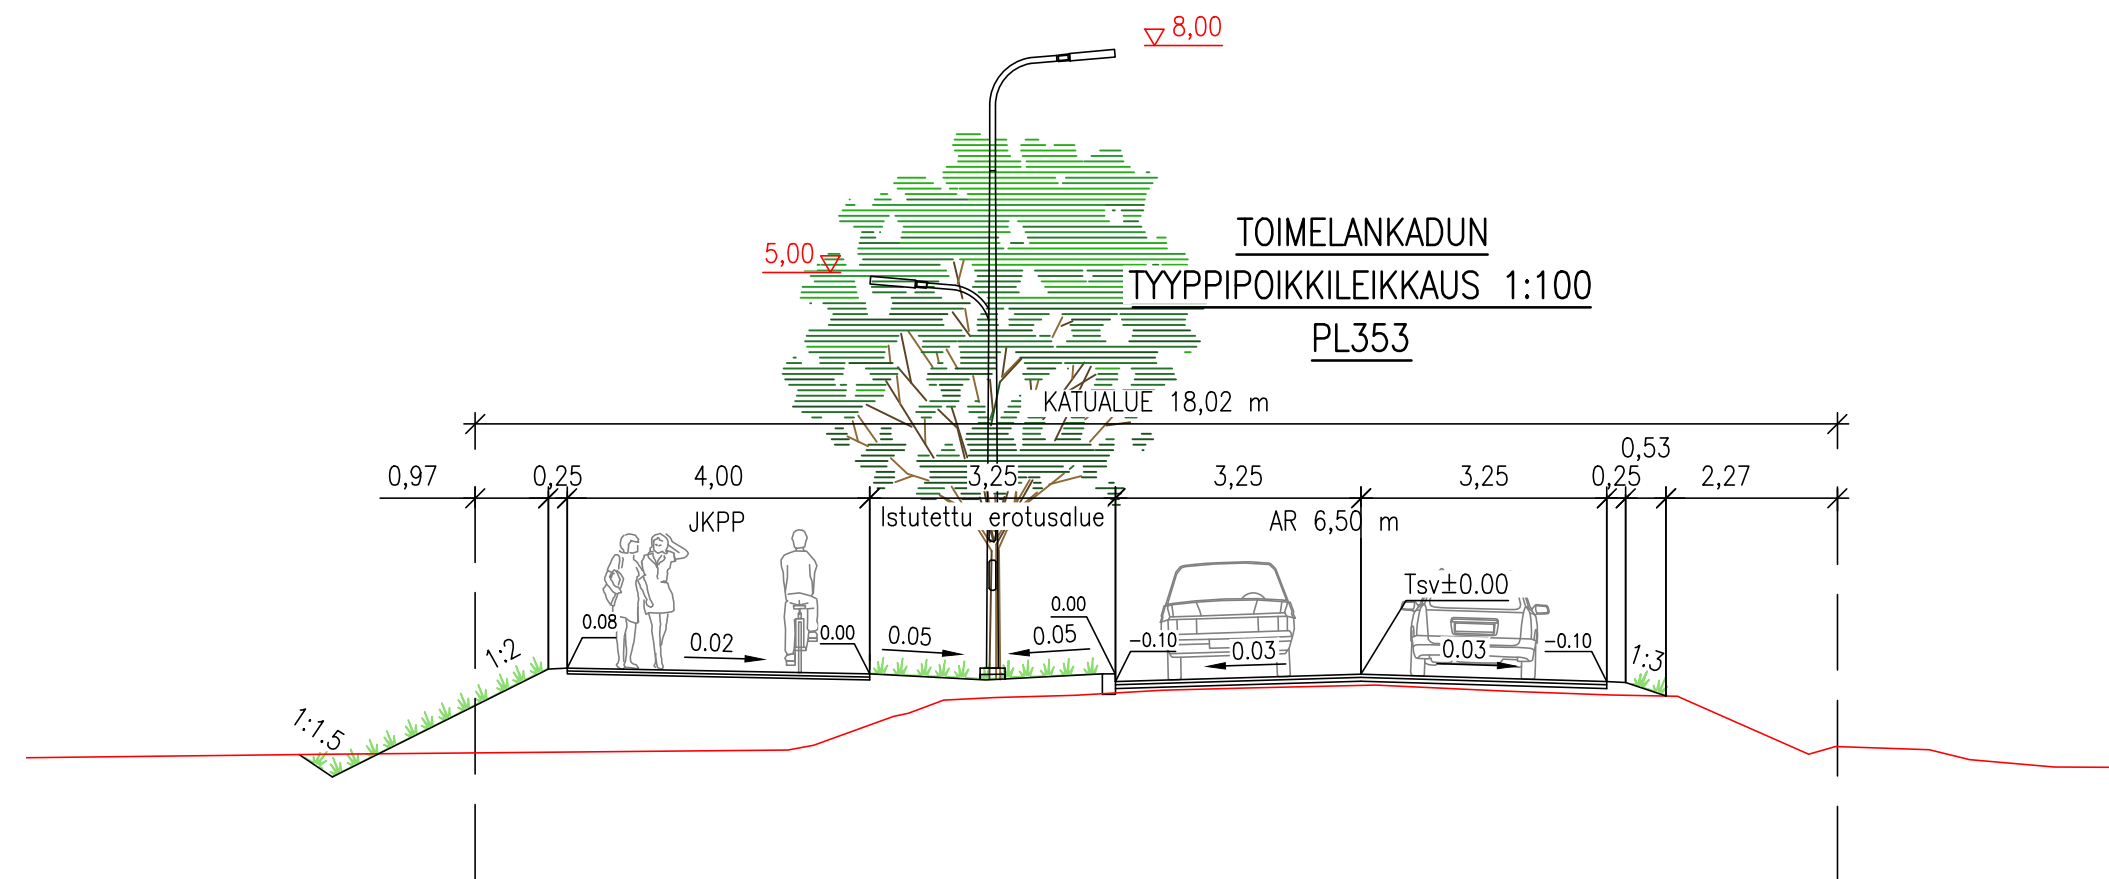 8,00
5,00
TOIMELANKADUN
TYYPPIPOIKKILEIKKAUS 1:100
PL353
KATUALUE 18,02 m
0,53
0,97 0,25 4,00 3,25 3,25 3,25 0,25 2,27
JKPP Istutettu erotusalue AR 6,50 m
Tsv±0.00
0.08 0.02 0.00 0.05 0.00 0.05 -0.10 0.03 0.03 -0.10
1:2 1:3
1:1.5